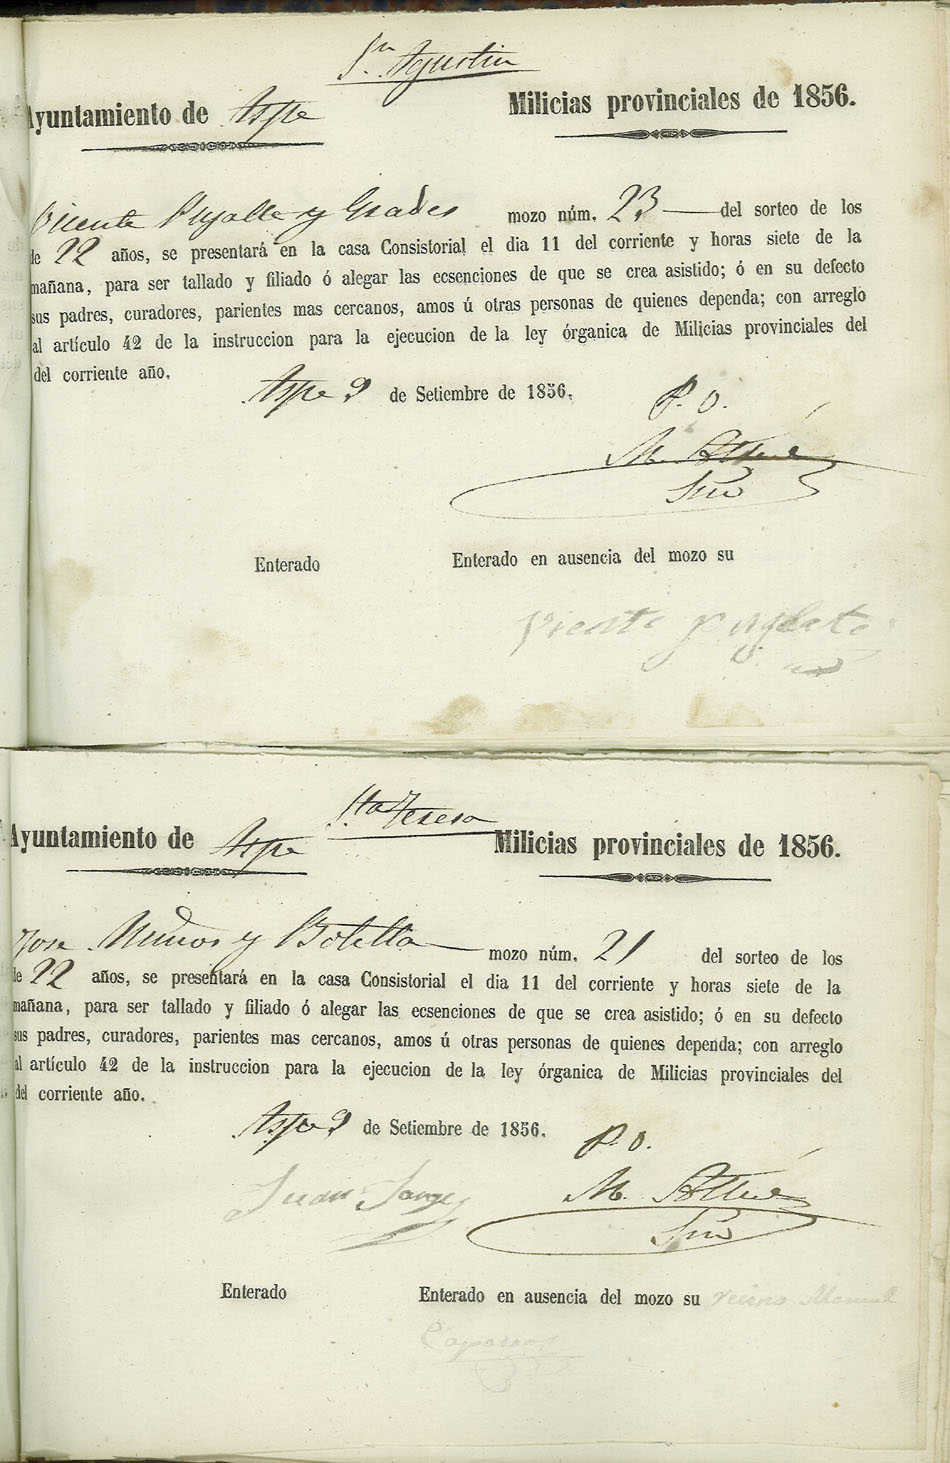 Sn. Agustin
Ayuntamiento de Aspe Milicias provinciales de 1856.
Vicente Pujalte y Grades mozo núm. 23 del sorteo de los
de 22 años, se presentará en la casa Consistorial el dia 11 del corriente y horas siete de la
mañana, para ser tallado y filiado ó alegar las ecsenciones de que se crea asistido; ó en su defecto
sus padres, curadores, parientes mas cercanos, amos ú otras personas de quienes dependa; con arreglo
al artículo 42 de la instruccion para la ejecucion de la ley órganica de Milicias provinciales del
del corriente año.
Aspe 9 de Setiembre de 1856.
P. O.
M.
Srio
Enterado Enterado en ausencia del mozo su
Viente
Sta Teresa
Ayuntamiento de Aspe Milicias provinciales de 1856.
Jose Muños y Botella mozo núm. 21 del sorteo de los
de 22 años, se presentará en la casa Consistorial el dia 11 del corriente y horas siete de la
mañana, para ser tallado y filiado ó alegar las ecsenciones de que se crea asistido; ó en su defecto
sus padres, curadores, parientes mas cercanos, amos ú otras personas de quienes dependa; con arreglo
al artículo 42 de la instruccion para la ejecucion de la ley órganica de Milicias provinciales del
del corriente año.
Aspe 9 de Setiembre de 1856.
P. O.
Juan M.
Srio
Enterado Enterado en ausencia del mozo su vecino Manuel